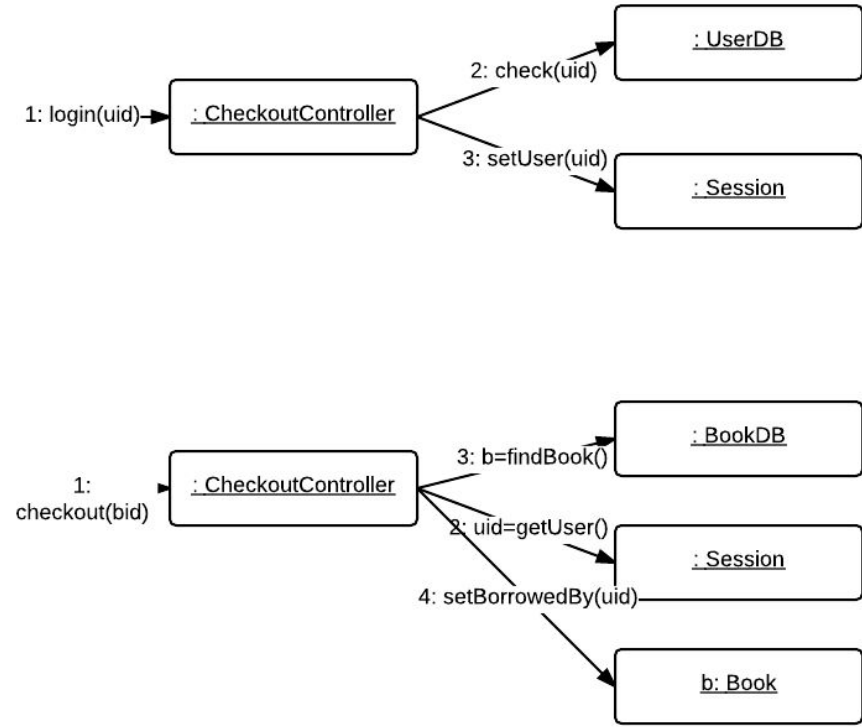 : UserDB
2: check(uid)
1: login(uid)
: CheckoutController
3: setUser(uid)
: Session
: BookDB
3: b=findBook()
1:
checkout(bid)
: CheckoutController
2: uid=getUser()
: Session
4: setBorrowedBy(uid)
b: Book